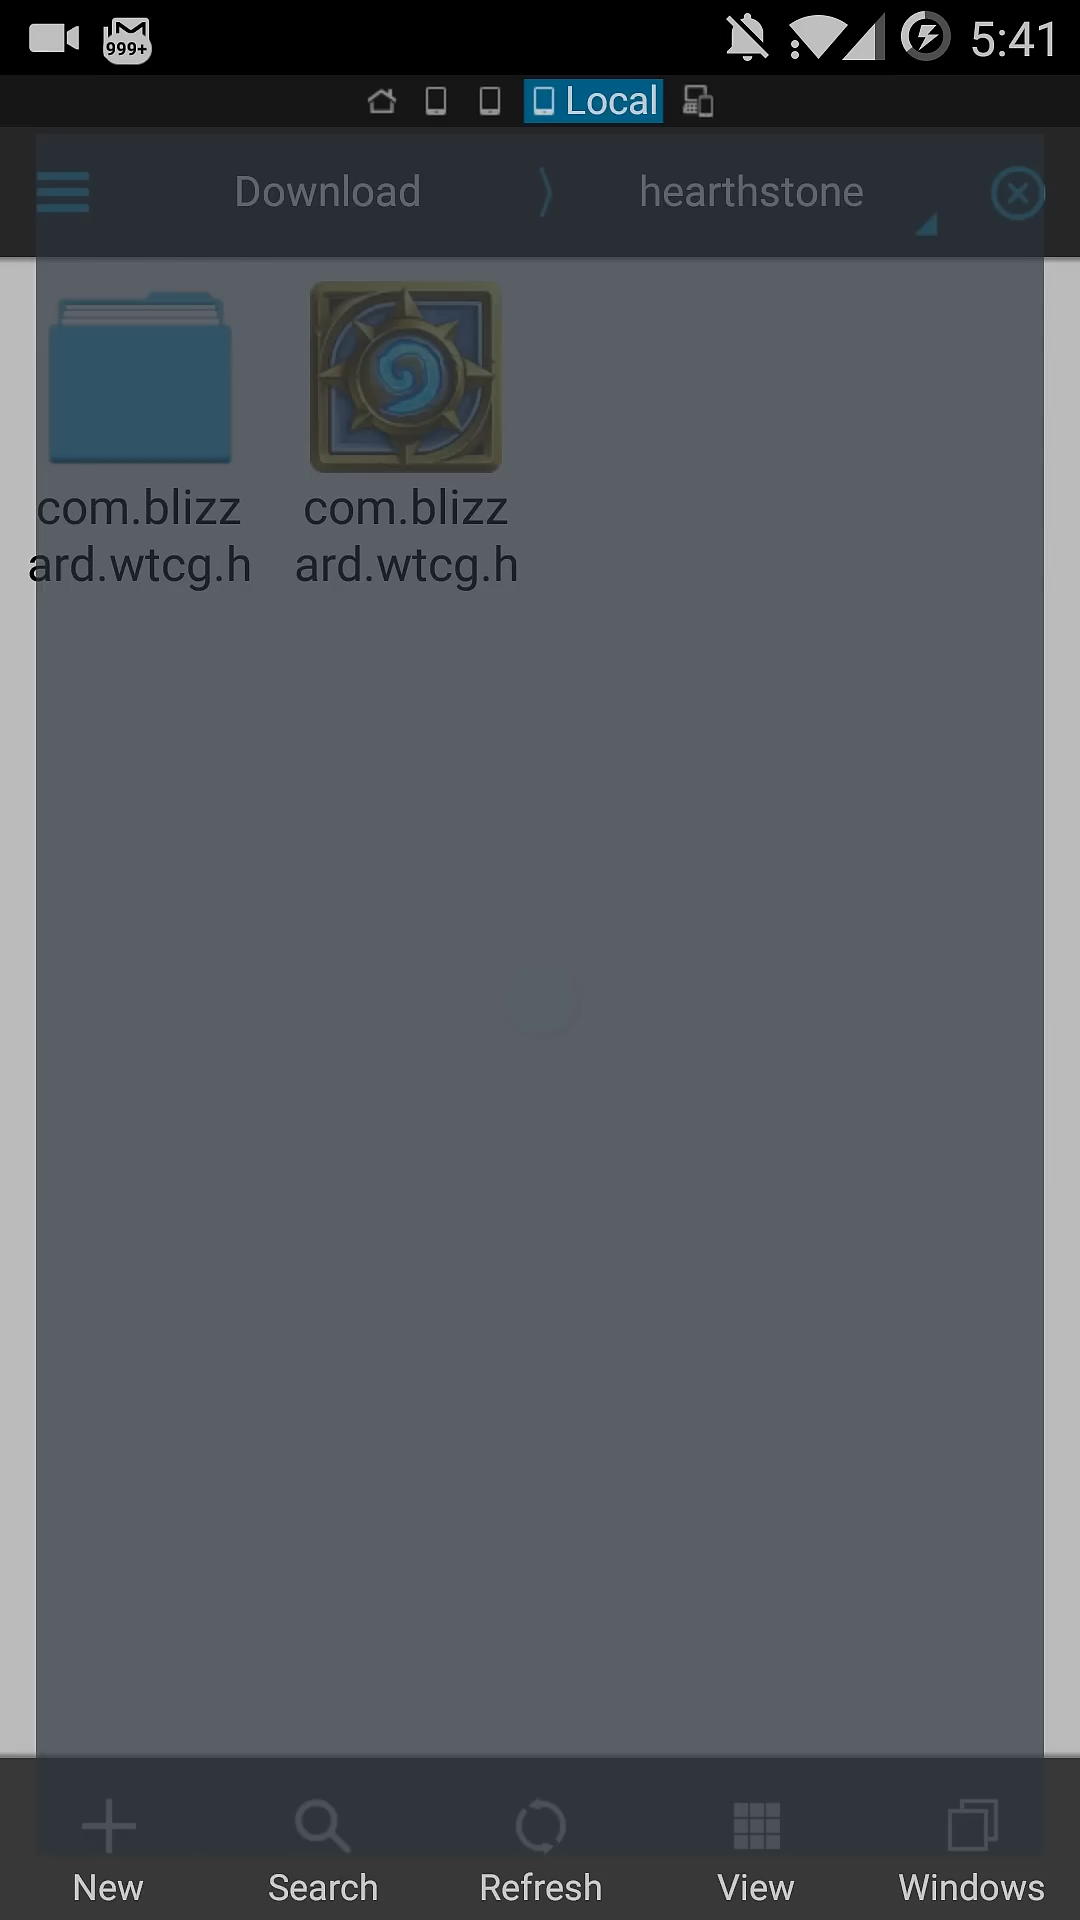 999+ 5:41
Local
Download hearthstone
com.blizz com.blizz
ard.wtcg.h ard.wtcg.h
New Search Refresh View Windows